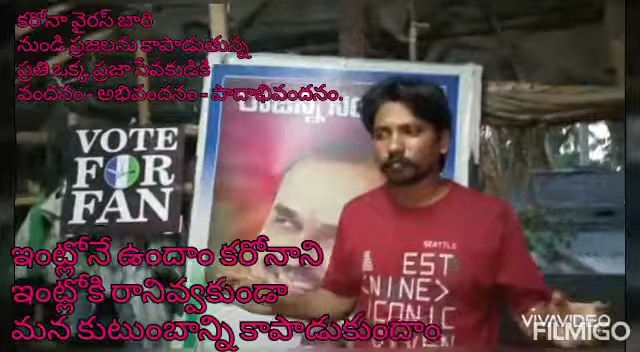 కరోనా వైరస్ బారి
నుండి ప్రజలను కాపాడుతున్న
ప్రతి ఒక్క ప్రజా సేవకుడికి
వందనం - అభివందనం - పాదాభివందనం.
VOTE
FOR
FAN
SEATTLE
EST
<NINE>
ICONIC
ఇంట్లోనే ఉందాం కరోనాని
ఇంట్లోకి రానివ్వకుండా
మన కుటుంబాన్ని కాపాడుకుందాం
VIVAVIDEO
FILMIGO